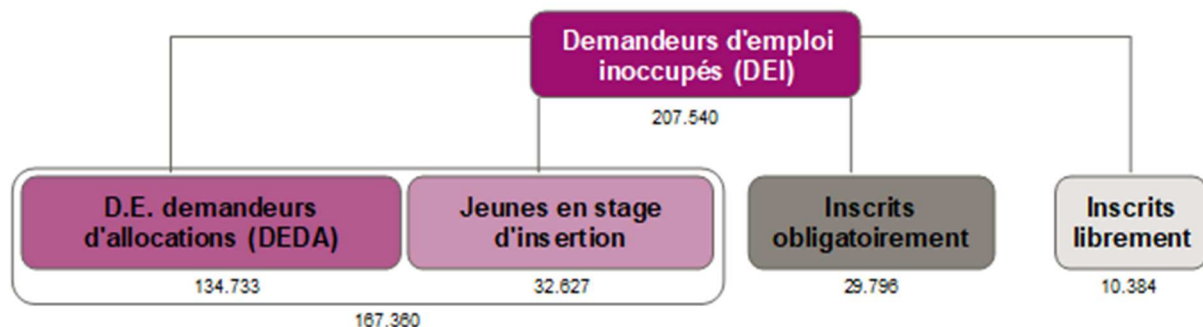 Demandeurs d'emploi
inoccupés (DEI)
207.540
D.E. demandeurs
d'allocations (DEDA)
Jeunes en stage
d'insertion
Inscrits
obligatoirement
Inscrits
librement
134.733
32.627
29.796
10.384
167.360